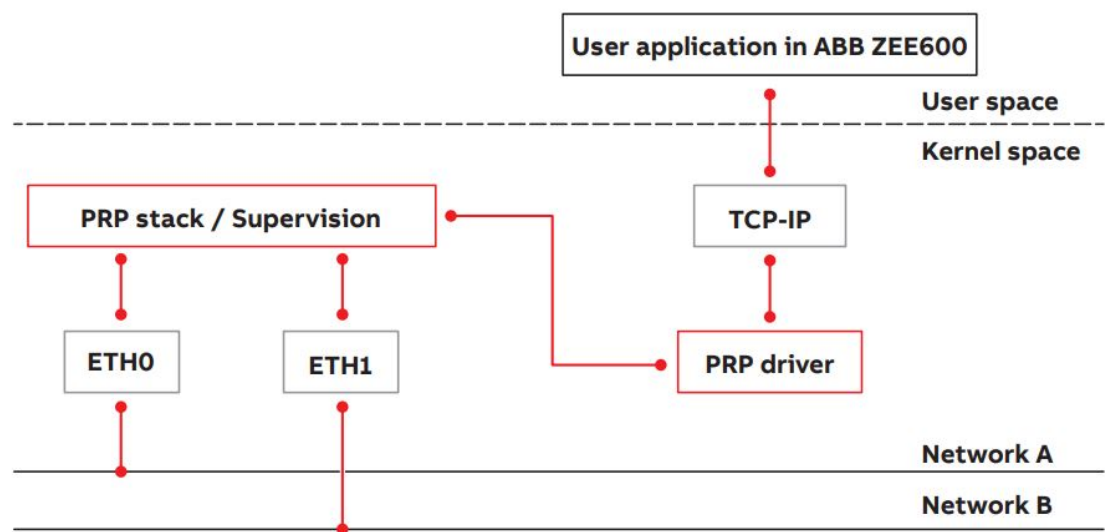 User application in ABB ZEE600
User space
Kernel space
PRP stack / Supervision
TCP-IP
ETH0
ETH1
PRP driver
Network A
Network B